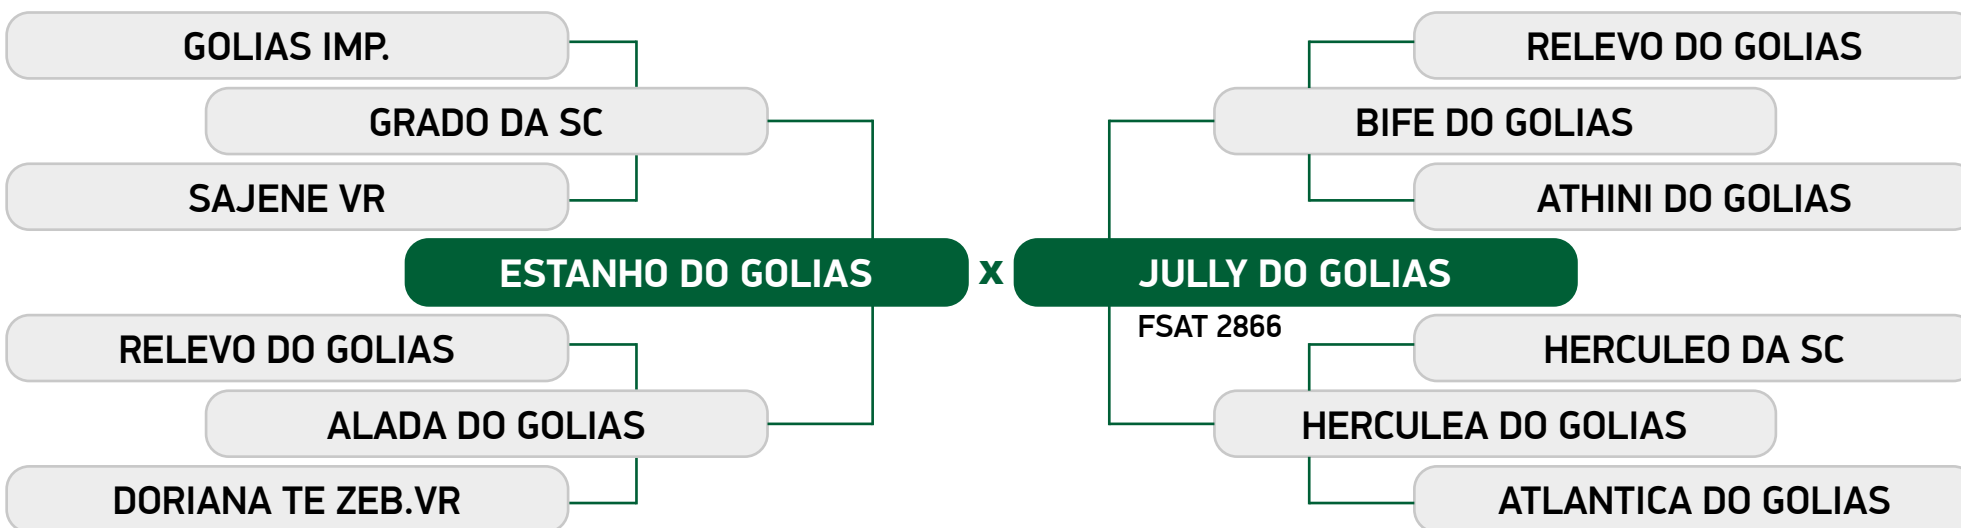 GOLIAS IMP.
RELEVO DO GOLIAS
GRADO DA SC
BIFE DO GOLIAS
SAJENE VR
ATHINI DO GOLIAS
ESTANHO DO GOLIAS x JULLY DO GOLIAS
FSAT 2866
RELEVO DO GOLIAS
HERCULEO DA SC
ALADA DO GOLIAS
HERCULEA DO GOLIAS
DORIANA TE ZEB.VR
ATLANTICA DO GOLIAS